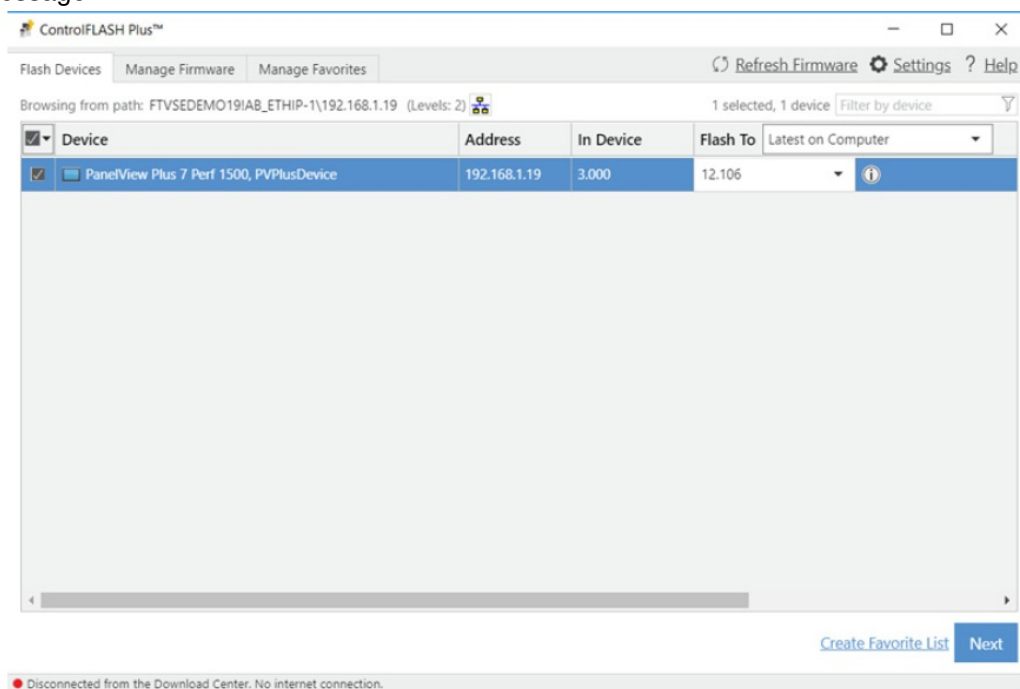 ControlFLASH Plus™
Flash Devices Manage Firmware Manage Favorites Refresh Firmware Settings ? Help
Browsing from path: FTVSEDEMO19!AB_ETHIP-1\192.168.1.19 (Levels: 2) 1 selected, 1 device Filter by device
Device Address In Device Flash To Latest on Computer
PanelView Plus 7 Perf 1500, PVPlusDevice 192.168.1.19 3.000 12.106
Create Favorite List Next
Disconnected from the Download Center. No internet connection.